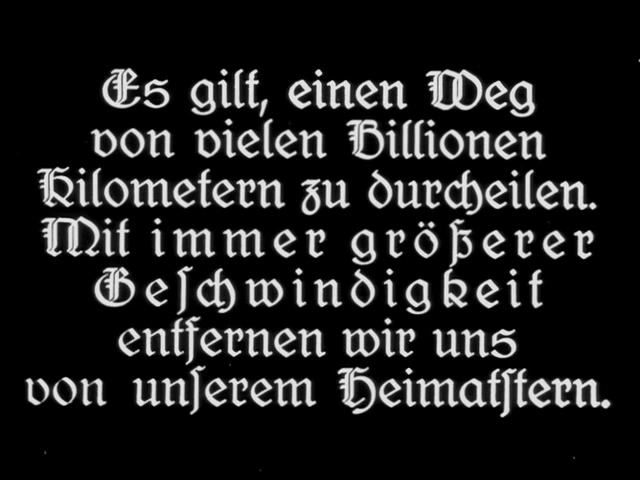 Es gilt, einen Weg
von vielen Billionen
Kilometern zu durcheilen.
Mit immer größerer
Geschwindigkeit
entfernen wir uns
von unserem Heimatstern.